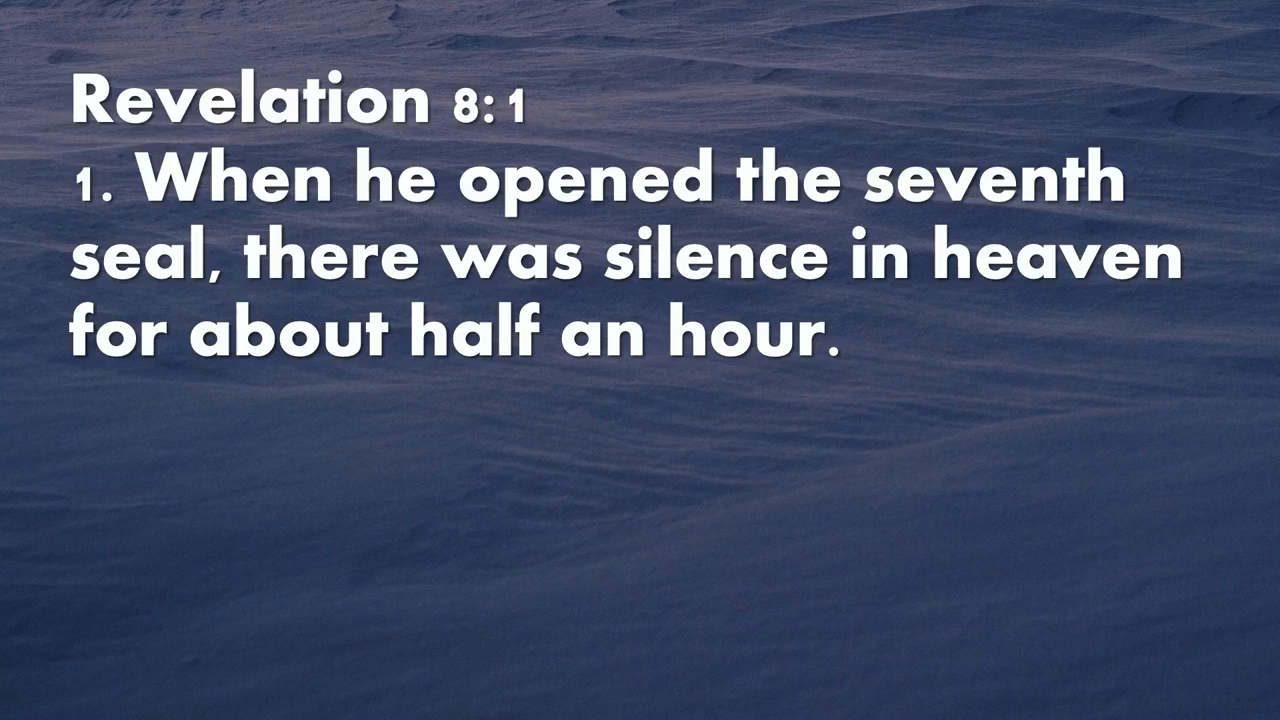 Revelation 8:1
1. When he opened the seventh
seal, there was silence in heaven
for about half an hour.